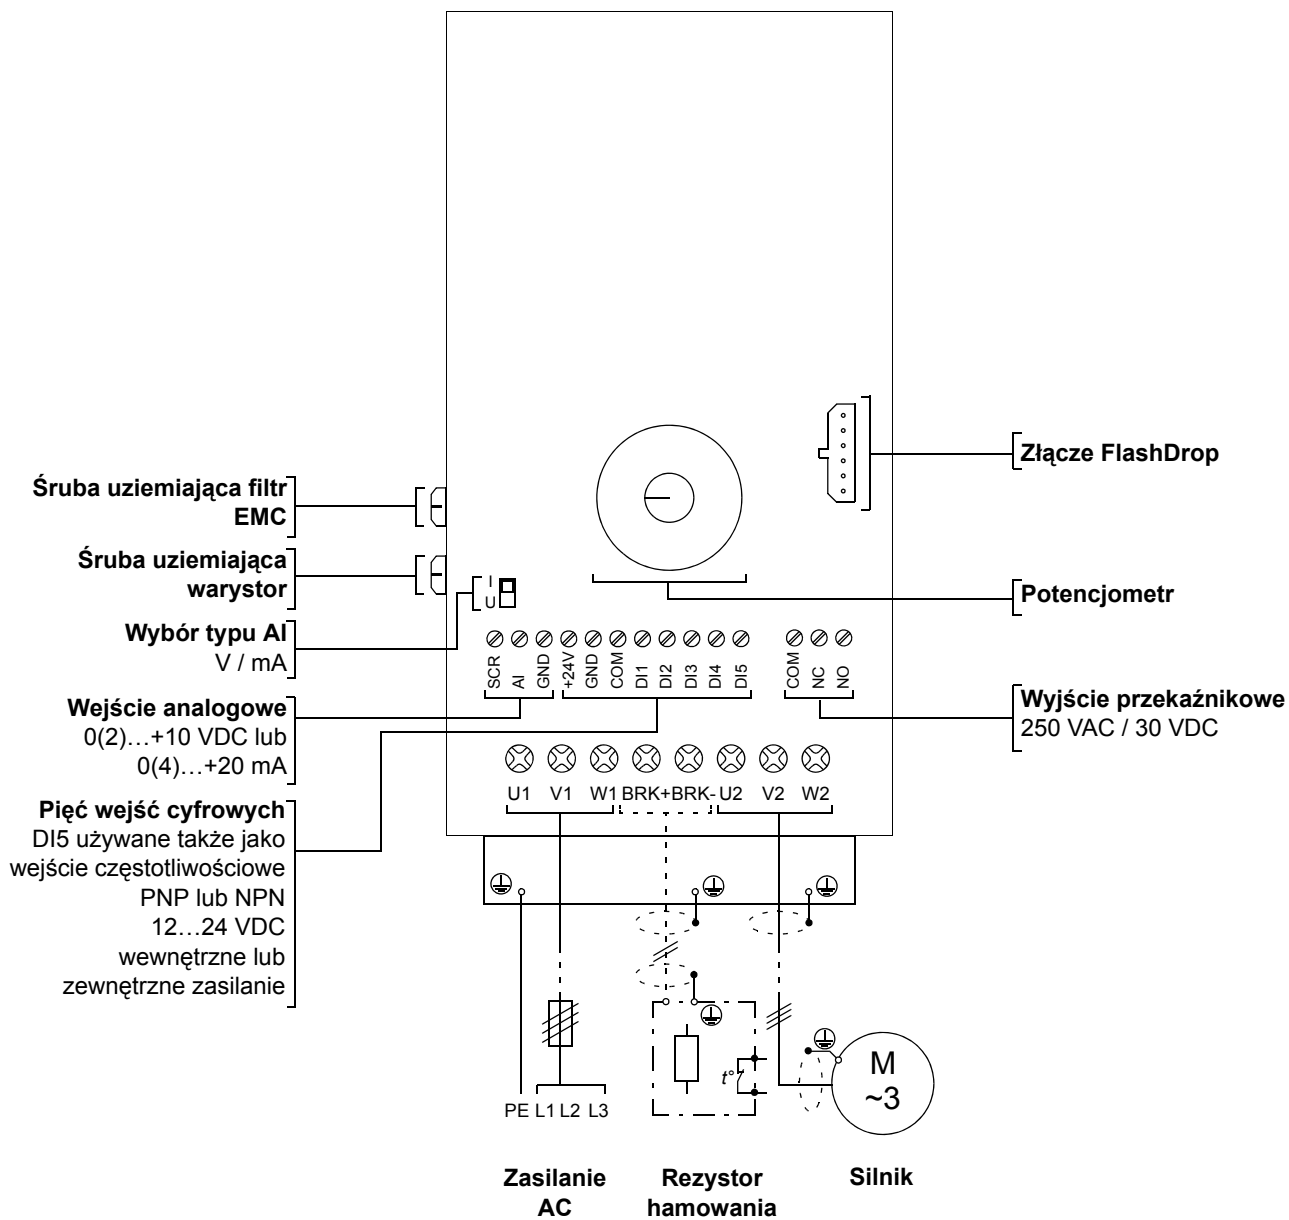 Złącze FlashDrop
Śruba uziemiająca filtr
EMC
Śruba uziemiająca
warystor
I
U
Potencjometr
Wybór typu AI
V / mA
SCR
AI
GND
+24V
GND
COM
DI1
DI2
DI3
DI4
DI5
COM
NC
NO
Wejście analogowe
0(2)…+10 VDC lub
0(4)…+20 mA
Wyjście przekaźnikowe
250 VAC / 30 VDC
U1 V1 W1 BRK+ BRK- U2 V2 W2
Pięć wejść cyfrowych
DI5 używane także jako
wejście częstotliwościowe
PNP lub NPN
12…24 VDC
wewnętrzne lub
zewnętrzne zasilanie
t°
M
~3
PE L1 L2 L3
Zasilanie
AC
Rezystor
hamowania
Silnik